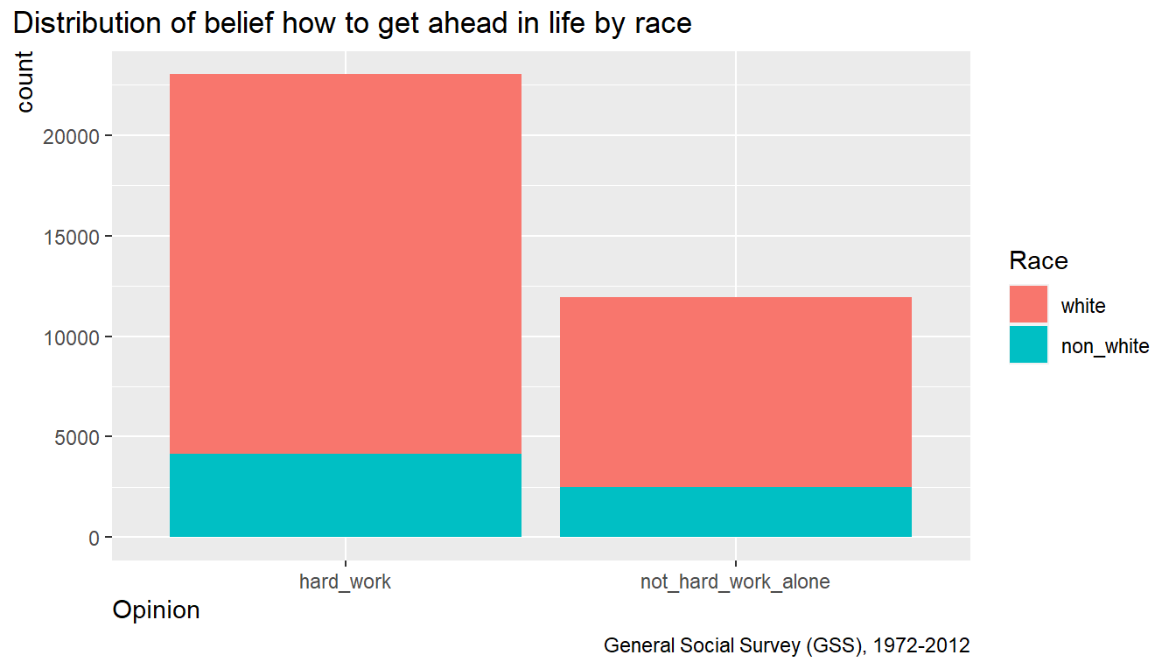 Distribution of belief how to get ahead in life by race
count
20000
15000
10000
5000
0
hard_work
not_hard_work_alone
Opinion
Race
white
non_white
General Social Survey (GSS), 1972-2012